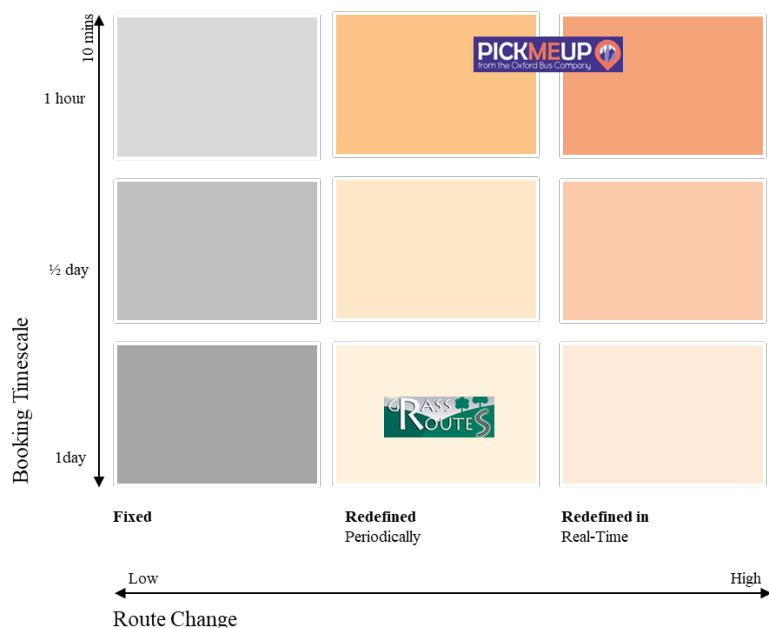 10 mins
PICKMEUP
from the Oxford Bus Company
1 hour
½ day
GRASS
ROUTES
1day
Booking Timescale
Fixed
Redefined
Periodically
Redefined in
Real-Time
Low
High
Route Change